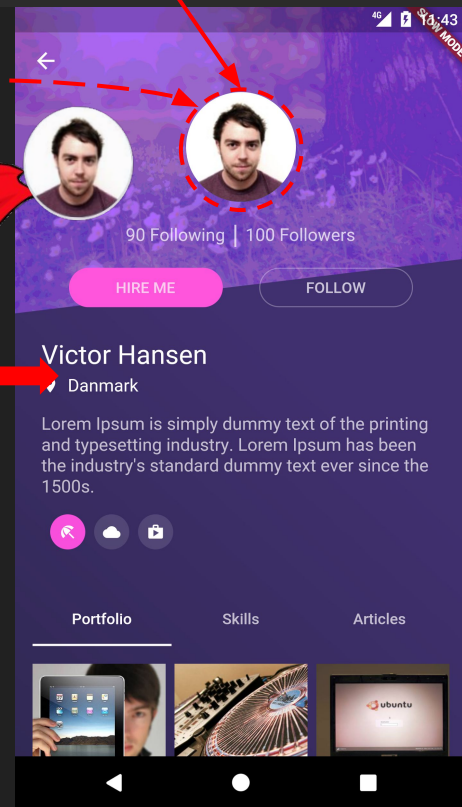 4G 10:43
SLOW MODE
90 Following | 100 Followers
HIRE ME FOLLOW
Victor Hansen
Danmark
Lorem Ipsum is simply dummy text of the printing
and typesetting industry. Lorem Ipsum has been
the industry's standard dummy text ever since the
1500s.
Portfolio Skills Articles
ubuntu